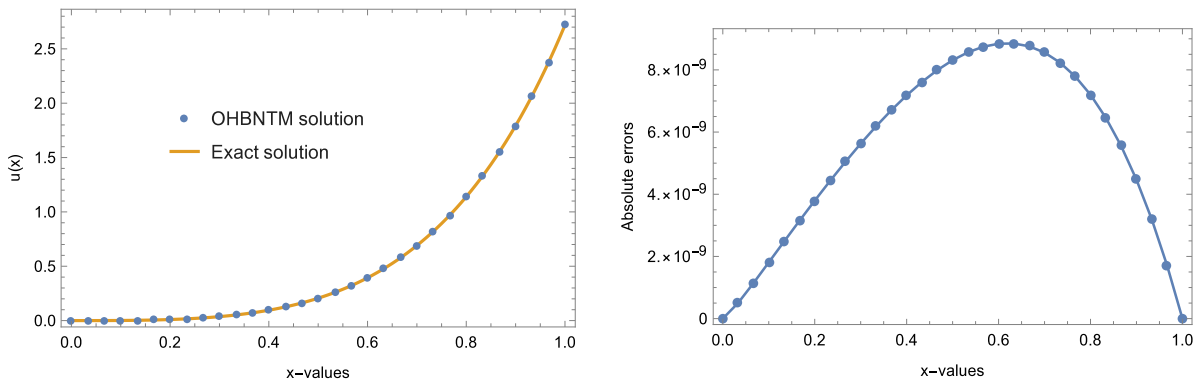 2.5
2.0
1.5
1.0
0.5
0.0
u(x)
OHBNTM solution
Exact solution
0.0 0.2 0.4 0.6 0.8 1.0
x-values
8.×10⁻⁹
6.×10⁻⁹
4.×10⁻⁹
2.×10⁻⁹
0
Absolute errors
0.0 0.2 0.4 0.6 0.8 1.0
x-values